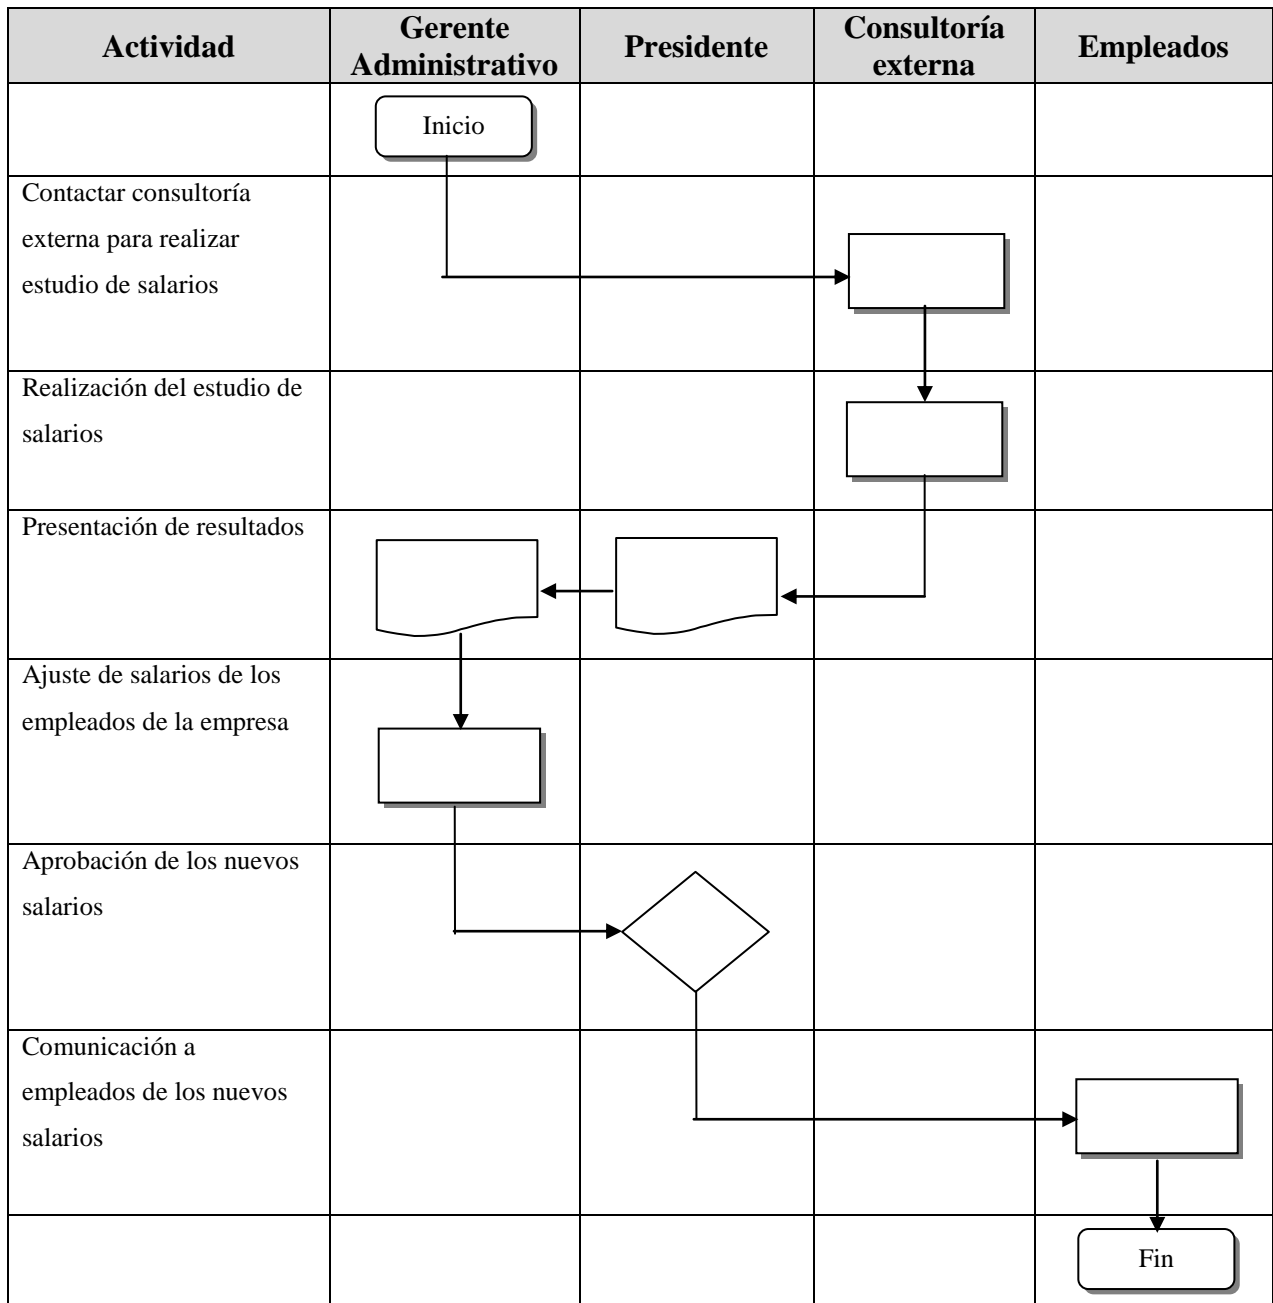 Actividad
Gerente
Administrativo
Presidente
Consultoría
externa
Empleados
Inicio
Contactar consultoría
externa para realizar
estudio de salarios
Realización del estudio de
salarios
Presentación de resultados
Ajuste de salarios de los
empleados de la empresa
Aprobación de los nuevos
salarios
Comunicación a
empleados de los nuevos
salarios
Fin